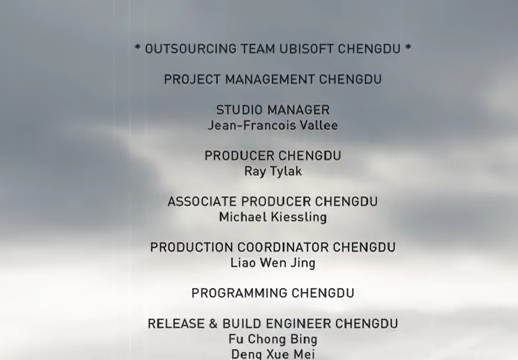 * OUTSOURCING TEAM UBISOFT CHENGDU *
PROJECT MANAGEMENT CHENGDU
STUDIO MANAGER
Jean-Francois Vallee
PRODUCER CHENGDU
Ray Tylak
ASSOCIATE PRODUCER CHENGDU
Michael Kiessling
PRODUCTION COORDINATOR CHENGDU
Liao Wen Jing
PROGRAMMING CHENGDU
RELEASE & BUILD ENGINEER CHENGDU
Fu Chong Bing
Deng Xue Mei